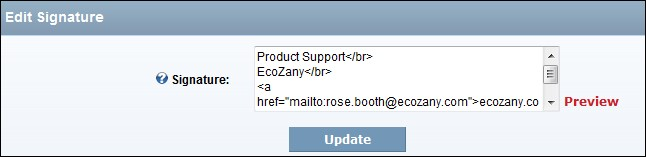 Edit Signature
Signature:
Product Support</br>
EcoZany</br>
<a
href="mailto:rose.booth@ecozany.com">ecozany.co
Preview
Update